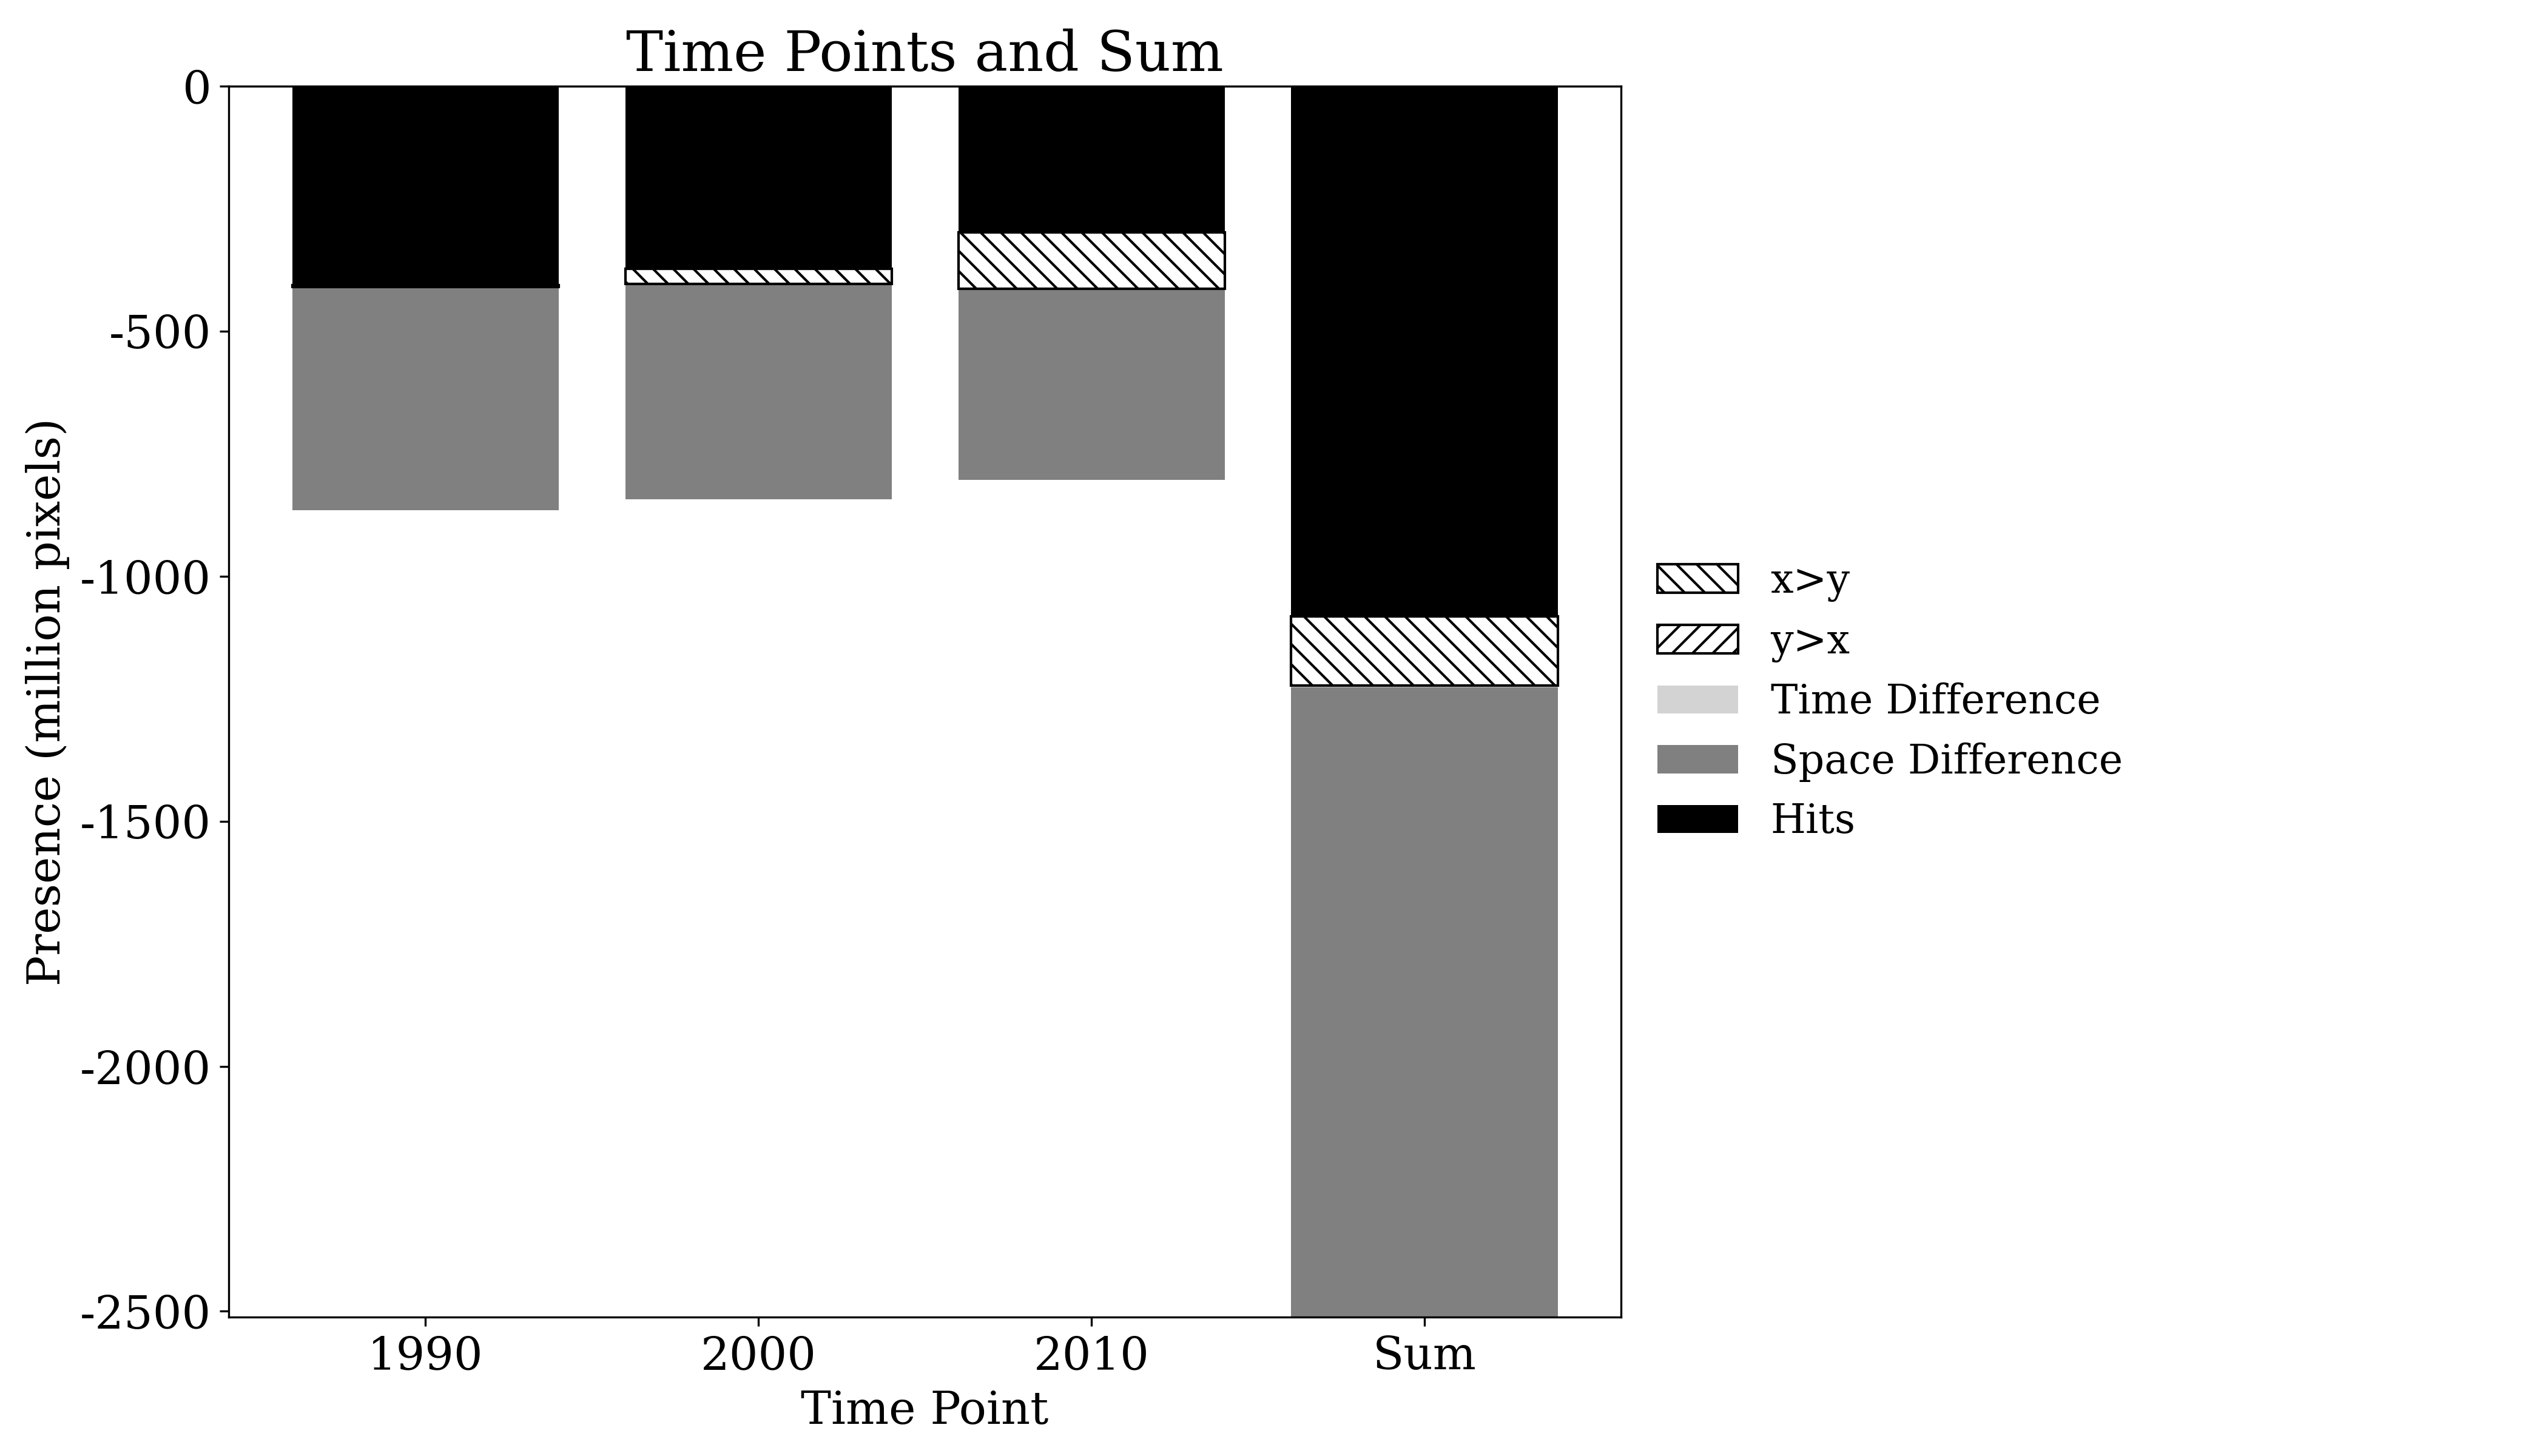 Time Points and Sum
0
-500
-1000
-1500
-2000
-2500
Presence (million pixels)
1990 2000 2010 Sum
Time Point
x>y
y>x
Time Difference
Space Difference
Hits